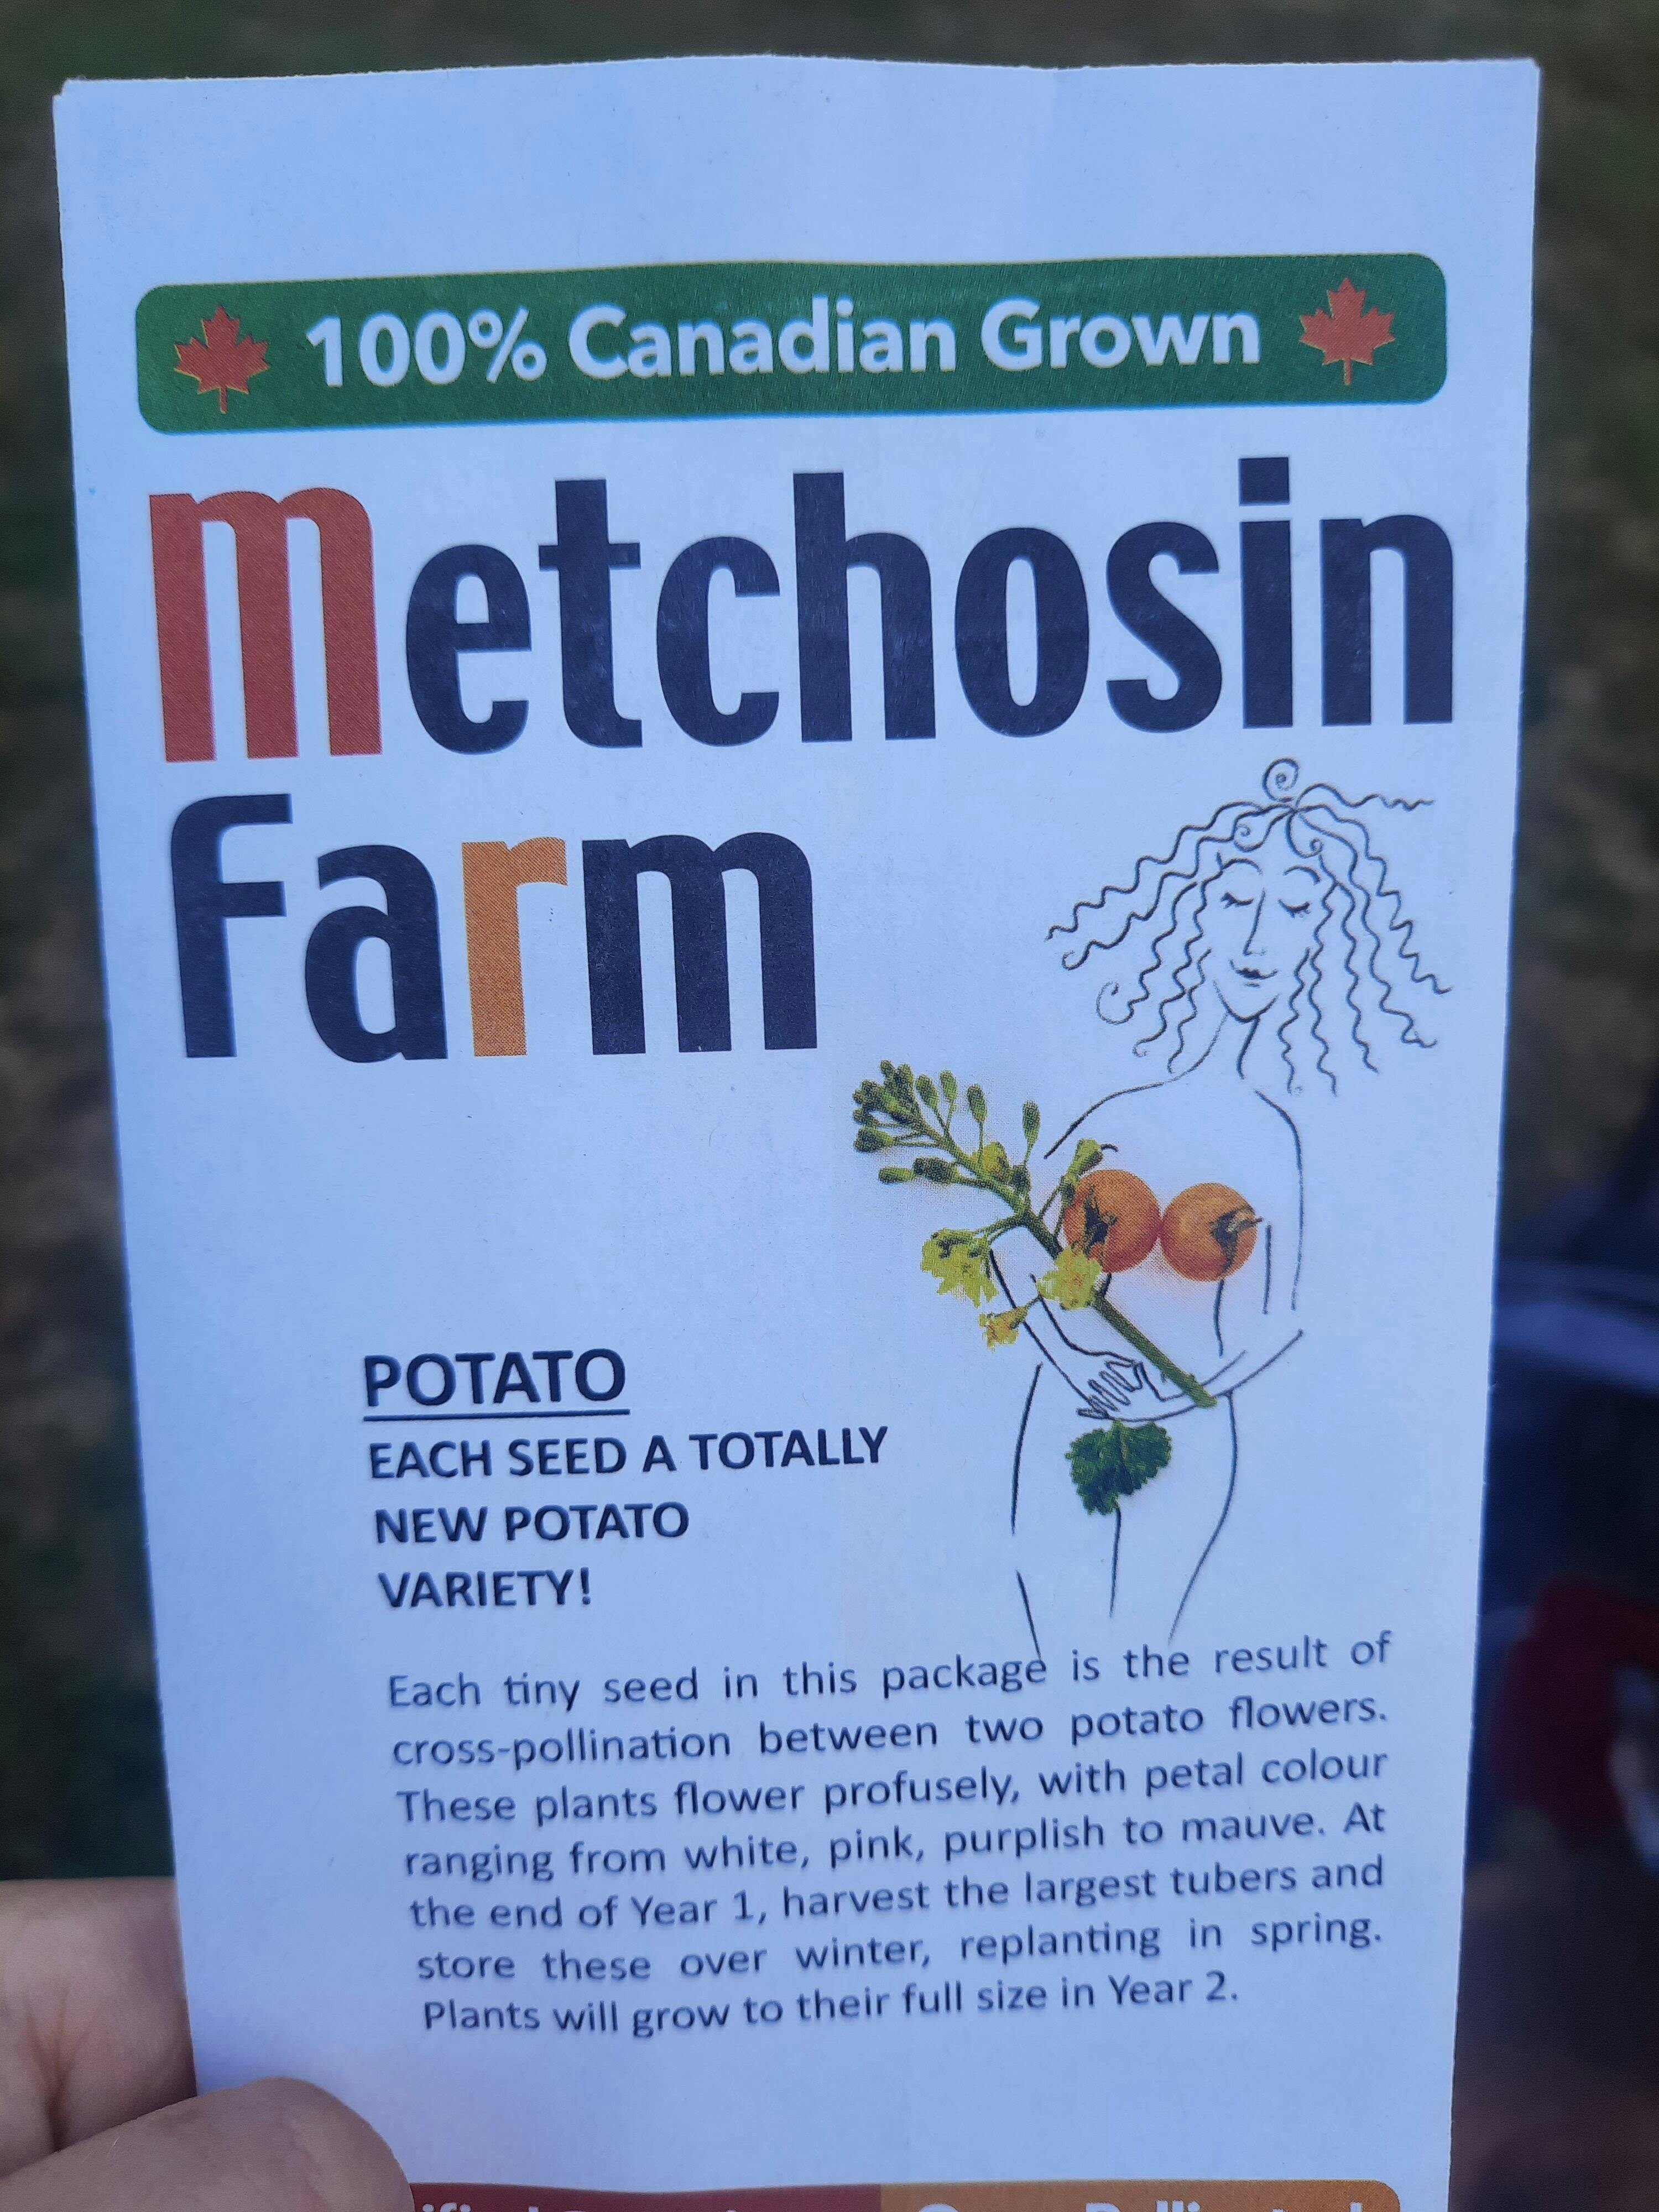 100% Canadian Grown
metchosin
Farm
POTATO
EACH SEED A TOTALLY
NEW POTATO
VARIETY!
Each tiny seed in this package is the result of
cross-pollination between two potato flowers.
These plants flower profusely, with petal colour
ranging from white, pink, purplish to mauve. At
the end of Year 1, harvest the largest tubers and
store these over winter, replanting in spring.
Plants will grow to their full size in Year 2.